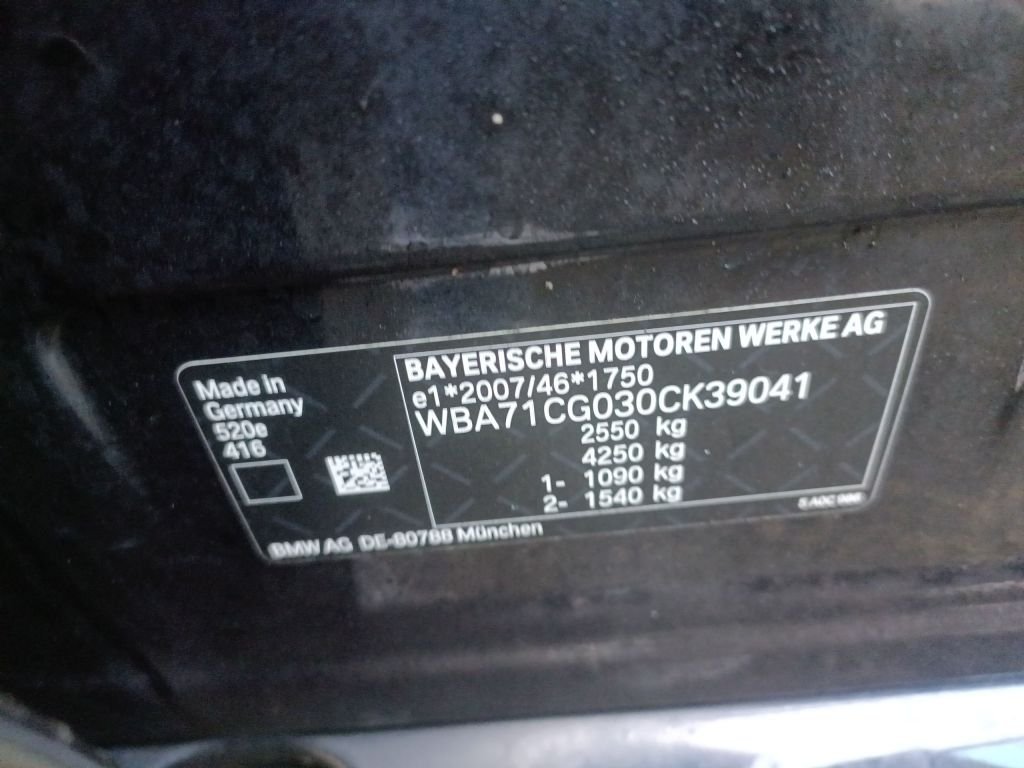 Made in
Germany
520e
416
BAYERISCHE MOTOREN WERKE AG
e1*2007/46*1750
WBA71CG030CK39041
2550 kg
4250 kg
1- 1090 kg
2- 1540 kg
BMW AG DE-80788 München